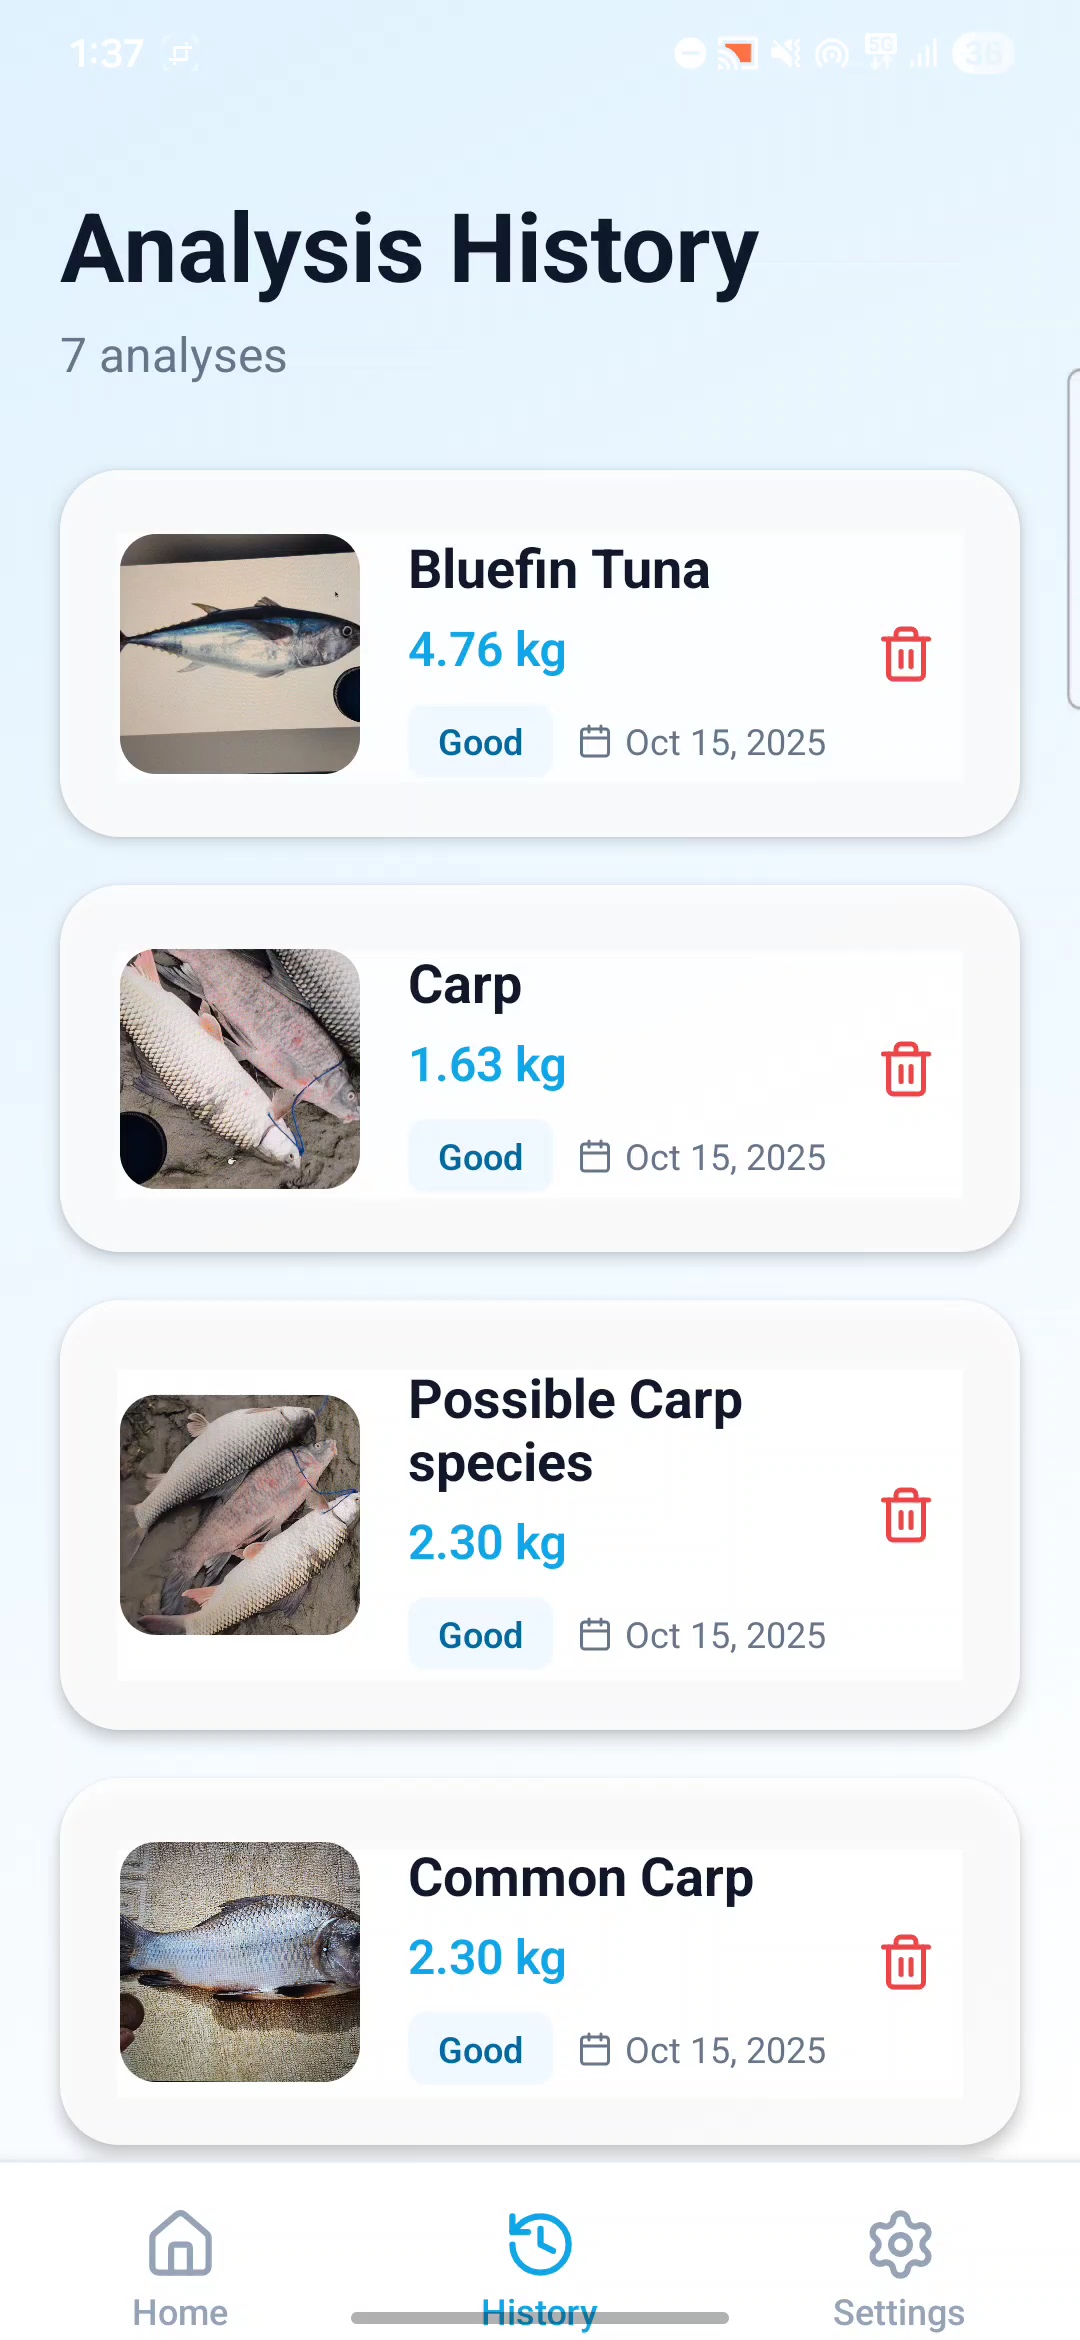 1:37
5G
36
Analysis History
7 analyses
Bluefin Tuna
4.76 kg
Good
Oct 15, 2025
Carp
1.63 kg
Good
Oct 15, 2025
Possible Carp
species
2.30 kg
Good
Oct 15, 2025
Common Carp
2.30 kg
Good
Oct 15, 2025
Home
History
Settings